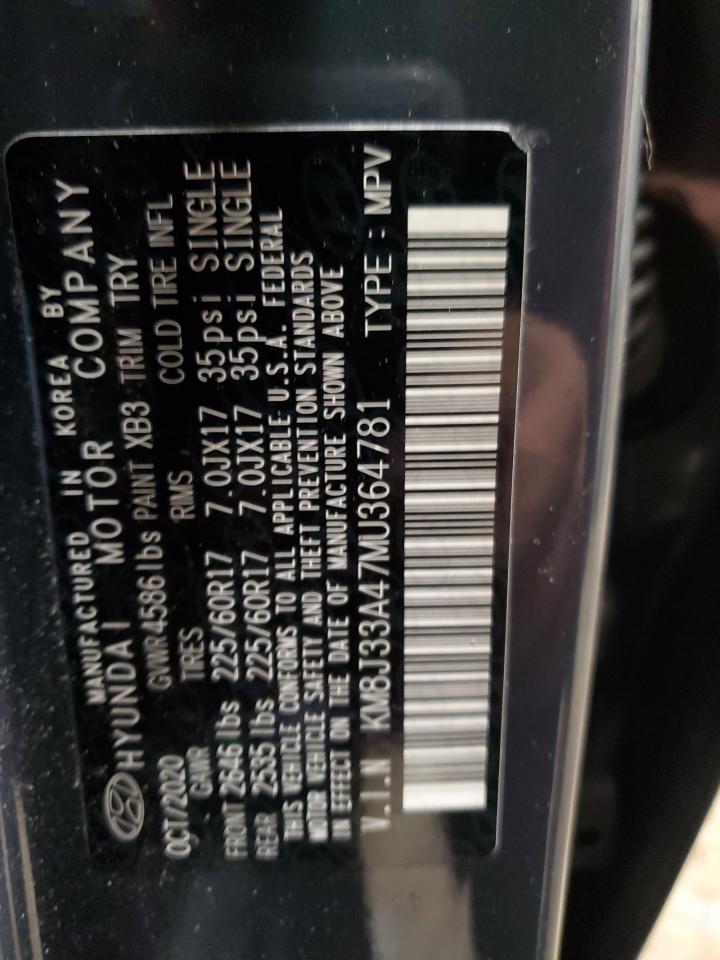 MANUFACTURED IN KOREA BY
HYUNDAI MOTOR COMPANY
OCT/2020 GVWR 4586 lbs PAINT XB3 TRIM TRY
GAWR TIRES RMS COLD TIRE INFL
FRONT 2646 lbs 225/60R17 7.0JX17 35psi SINGLE
REAR 2535 lbs 225/60R17 7.0JX17 35psi SINGLE
THIS VEHICLE CONFORMS TO ALL APPLICABLE U.S.A. FEDERAL
MOTOR VEHICLE SAFETY AND THEFT PREVENTION STANDARDS
IN EFFECT ON THE DATE OF MANUFACTURE SHOWN ABOVE
V.I.N KM8J33A47MU364781 TYPE : MPV